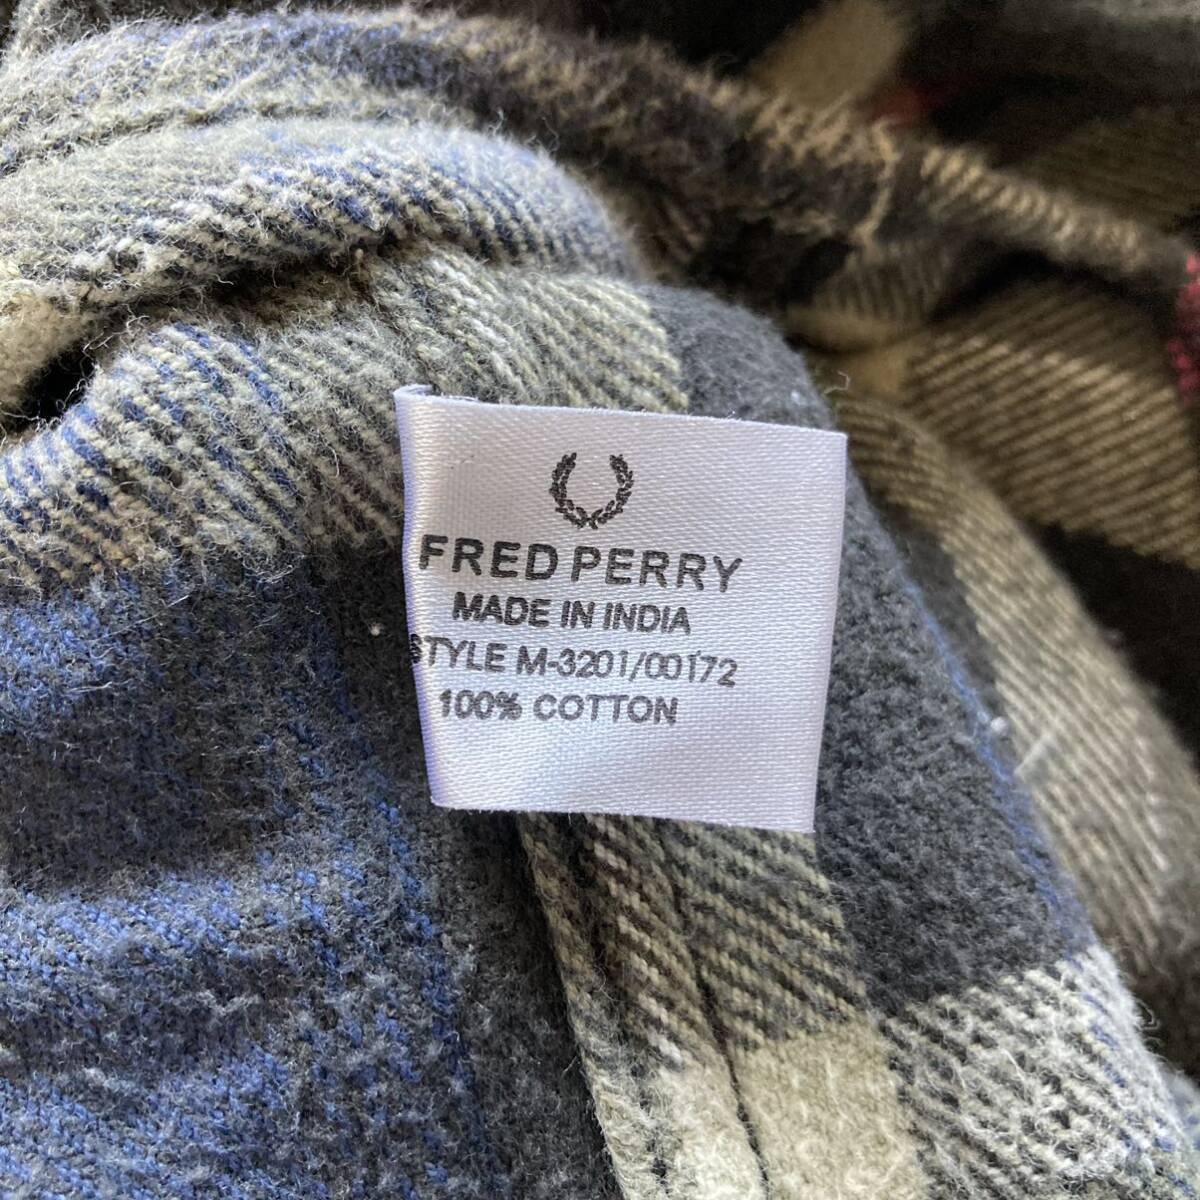 FRED PERRY
MADE IN INDIA
STYLE M-3201/00172
100% COTTON